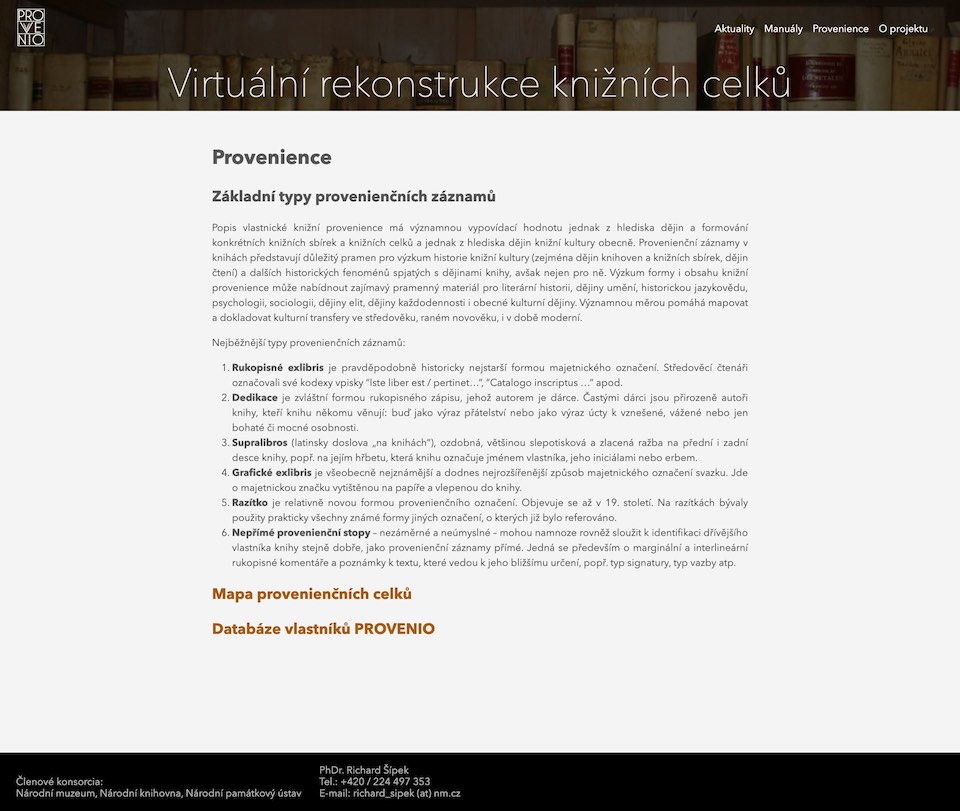 PRO
VE
NIO
Aktuality Manuály Provenience O projektu
Virtuální rekonstrukce knižních celků
Provenience
Základní typy provenienčních záznamů
Popis vlastnické knižní provenience má významnou vypovídací hodnotu jednak z hlediska dějin a formování
konkrétních knižních sbírek a knižních celků a jednak z hlediska dějin knižní kultury obecně. Provenienční záznamy v
knihách představují důležitý pramen pro výzkum historie knižní kultury (zejména dějin knihoven a knižních sbírek, dějin
čtení) a dalších historických fenoménů spjatých s dějinami knihy, avšak nejen pro ně. Výzkum formy i obsahu knižní
provenience může nabídnout zajímavý pramenný materiál pro literární historii, dějiny umění, historickou jazykovědu,
psychologii, sociologii, dějiny elit, dějiny každodennosti i obecné kulturní dějiny. Významnou měrou pomáhá mapovat
a dokladovat kulturní transfery ve středověku, raném novověku, i v době moderní.
Nejběžnější typy provenienčních záznamů:
1. Rukopisné exlibris je pravděpodobně historicky nejstarší formou majetnického označení. Středověcí čtenáři
označovali své kodexy vpisky “Iste liber est / pertinet…”, “Catalogo inscriptus …” apod.
2. Dedikace je zvláštní formou rukopisného zápisu, jehož autorem je dárce. Častými dárci jsou přirozeně autoři
knihy, kteří knihu někomu věnují: buď jako výraz přátelství nebo jako výraz úcty k vznešené, vážené nebo jen
bohaté či mocné osobnosti.
3. Supralibros (latinsky doslova „na knihách“), ozdobná, většinou slepotisková a zlacená ražba na přední i zadní
desce knihy, popř. na jejím hřbetu, která knihu označuje jménem vlastníka, jeho iniciálami nebo erbem.
4. Grafické exlibris je všeobecně nejznámější a dodnes nejrozšířenější způsob majetnického označení svazku. Jde
o majetnickou značku vytištěnou na papíře a vlepenou do knihy.
5. Razítko je relativně novou formou provenienčního označení. Objevuje se až v 19. století. Na razítkách bývaly
použity prakticky všechny známé formy jiných označení, o kterých již bylo referováno.
6. Nepřímé provenienční stopy – nezáměrné a neúmyslné – mohou namnoze rovněž sloužit k identifikaci dřívějšího
vlastníka knihy stejně dobře, jako provenienční záznamy přímé. Jedná se především o marginální a interlineární
rukopisné komentáře a poznámky k textu, které vedou k jeho bližšímu určení, popř. typ signatury, typ vazby atp.
Mapa provenienčních celků
Databáze vlastníků PROVENIO
Členové konsorcia:
Národní muzeum, Národní knihovna, Národní památkový ústav
PhDr. Richard Šípek
Tel.: +420 / 224 497 353
E-mail: richard_sipek (at) nm.cz